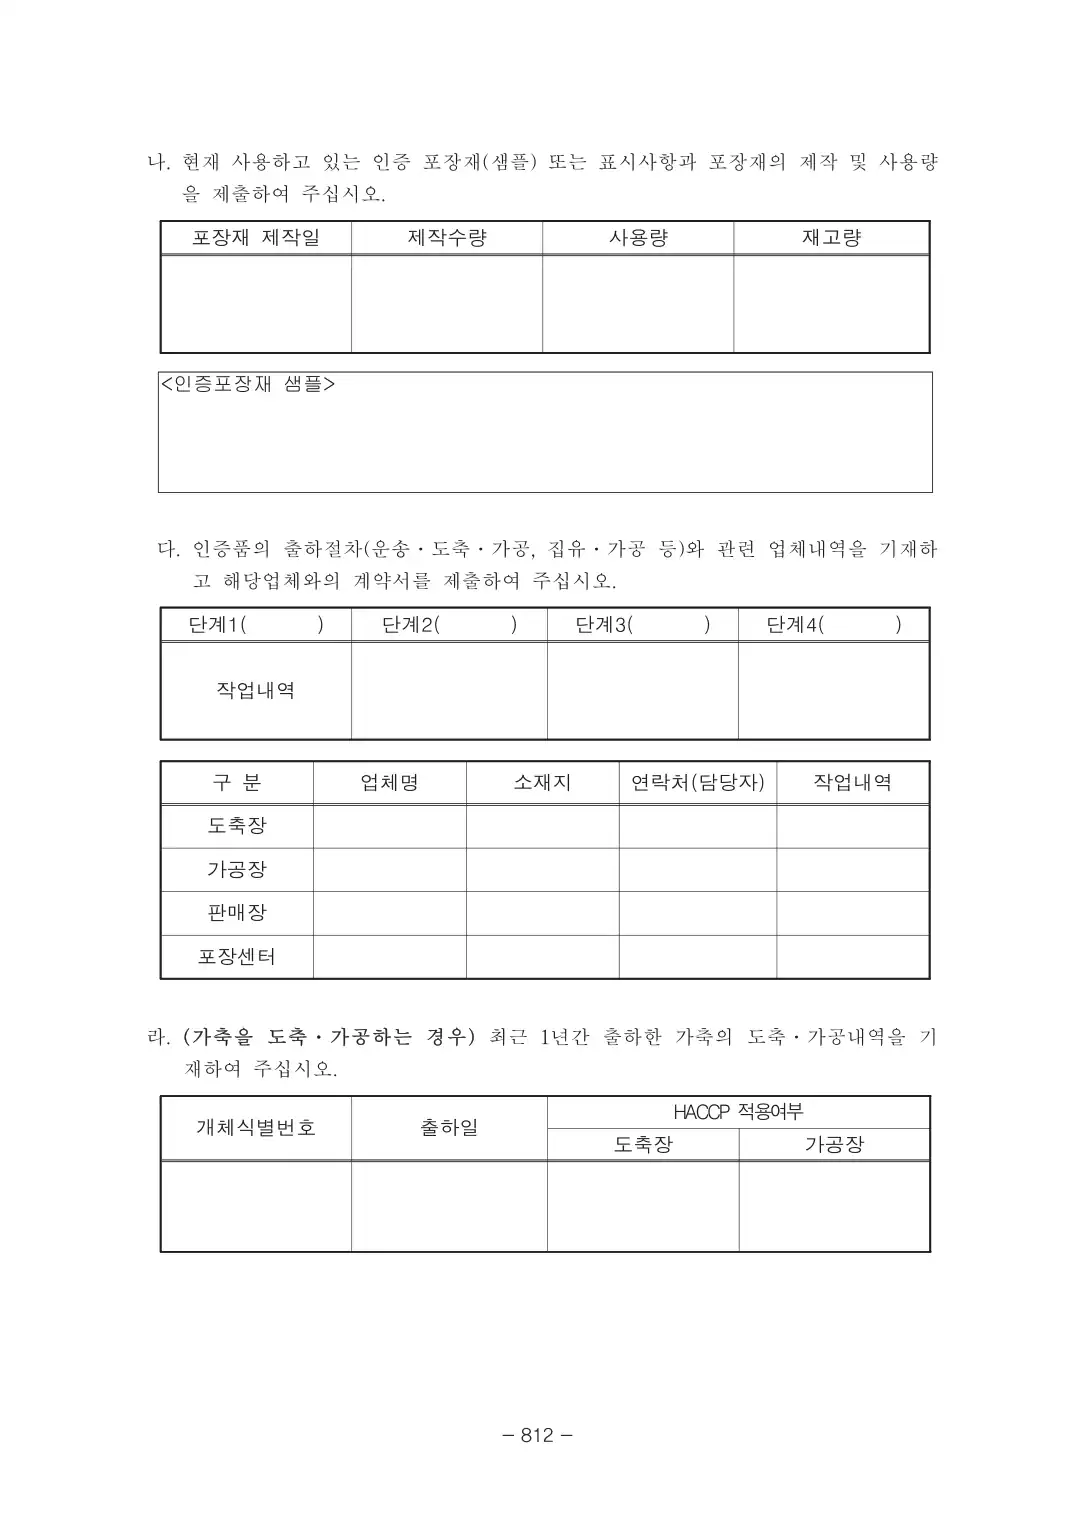 나. 현재 사용하고 있는 인증 포장재(샘플) 또는 표시사항과 포장재의 제작 및 사용량
을 제출하여 주십시오.
포장재 제작일 제작수량 사용량 재고량
<인증포장재 샘플>
다. 인증품의 출하절차(운송·도축·가공, 집유·가공 등)와 관련 업체내역을 기재하
고 해당업체와의 계약서를 제출하여 주십시오.
단계1( ) 단계2( ) 단계3( ) 단계4( )
작업내역
구 분 업체명 소재지 연락처(담당자) 작업내역
도축장
가공장
판매장
포장센터
라. (가축을 도축·가공하는 경우) 최근 1년간 출하한 가축의 도축·가공내역을 기
재하여 주십시오.
개체식별번호 출하일 HACCP 적용여부
도축장 가공장
- 812 -